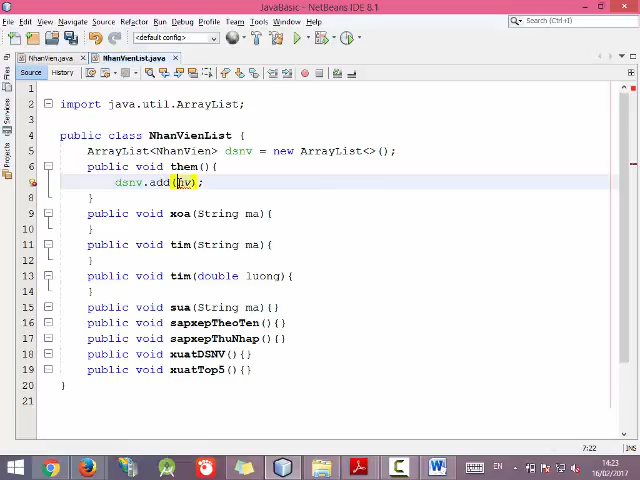 JavaBasic - NetBeans IDE 8.1
File Edit View Navigate Source Refactor Run Debug Profile Team Tools Window Help
Search (Ctrl+I)
<default config>
NhanVien.java x NhanVienList.java x
Source History
Files
Services
Projects
1
2 import java.util.ArrayList;
3
4 public class NhanVienList {
5 ArrayList<NhanVien> dsnv = new ArrayList<>();
6 public void them(){
dsnv.add(nv);
8 }
9 public void xoa(String ma){
10 }
11 public void tim(String ma){
12 }
13 public void tim(double luong){
14 }
15 public void sua(String ma){}
16 public void sapxepTheoTen(){}
17 public void sapxepThuNhap(){}
18 public void xuatDSNV(){}
19 public void xuatTop5(){}
20 }
21
7:22
EN
14:23
16/02/2017